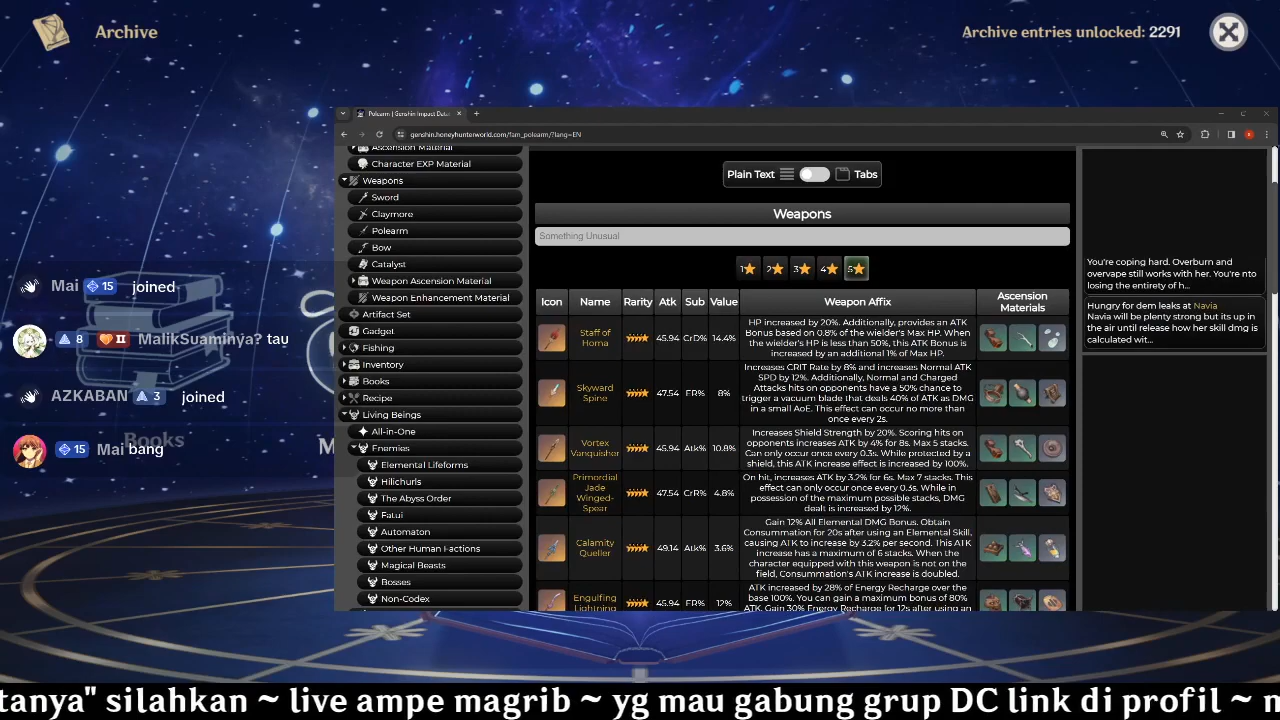 Archive
Archive entries unlocked: 2291
Polearm | Genshin Impact Data
genshin.honeyhunterworld.com/fam_polearm/?lang=EN
Ascension Material
Character EXP Material
Weapons
Sword
Claymore
Polearm
Bow
Catalyst
Weapon Ascension Material
Weapon Enhancement Material
Artifact Set
Gadget
Fishing
Inventory
Books
Recipe
Living Beings
All-in-One
Enemies
Elemental Lifeforms
Hilichurls
The Abyss Order
Fatui
Automaton
Other Human Factions
Magical Beasts
Bosses
Non-Codex
Plain Text Tabs
Weapons
Something Unusual
1 2 3 4 5
Icon Name Rarity Atk Sub Value Weapon Affix Ascension Materials
Staff of Homa 45.94 CrD% 14.4%
HP increased by 20%. Additionally, provides an ATK
Bonus based on 0.8% of the wielder's Max HP. When
the wielder's HP is less than 50%, this ATK Bonus is
increased by an additional 1% of Max HP.
Skyward Spine 47.54 ER% 8%
Increases CRIT Rate by 8% and increases Normal ATK
SPD by 12%. Additionally, Normal and Charged
Attacks hits on opponents have a 50% chance to
trigger a vacuum blade that deals 40% of ATK as DMG
in a small AoE. This effect can occur no more than
once every 2s.
Vortex Vanquisher 45.94 Atk% 10.8%
Increases Shield Strength by 20%. Scoring hits on
opponents increases ATK by 4% for 8s. Max 5 stacks.
Can only occur once every 0.3s. While protected by a
shield, this ATK increase effect is increased by 100%.
Primordial Jade Winged-Spear 47.54 CrR% 4.8%
On hit, increases ATK by 3.2% for 6s. Max 7 stacks. This
effect can only occur once every 0.3s. While in
possession of the maximum possible stacks, DMG
dealt is increased by 12%.
Calamity Queller 49.14 Atk% 3.6%
Gain 12% All Elemental DMG Bonus. Obtain
Consummation for 20s after using an Elemental Skill,
causing ATK to increase by 3.2% per second. This ATK
increase has a maximum of 6 stacks. When the
character equipped with this weapon is not on the
field, Consummation's ATK increase is doubled.
Engulfing Lightning 45.94 ER% 12%
ATK increased by 28% of Energy Recharge over the
base 100%. You can gain a maximum bonus of 80%
ATK. Gain 30% Energy Recharge for 12s after using an
You're coping hard. Overburn and
overvape still works with her. You're nto
losing the entirety of h...
Hungry for dem leaks at Navia
Navia will be plenty strong but its up in
the air until release how her skill dmg is
calculated wit...
Mai 15 joined
8 II MalikSuaminya? tau
AZKABAN 3 joined
15 Mai bang
Books
M
tanya" silahkan ~ live ampe magrib ~ yg mau gabung grup DC link di profil ~